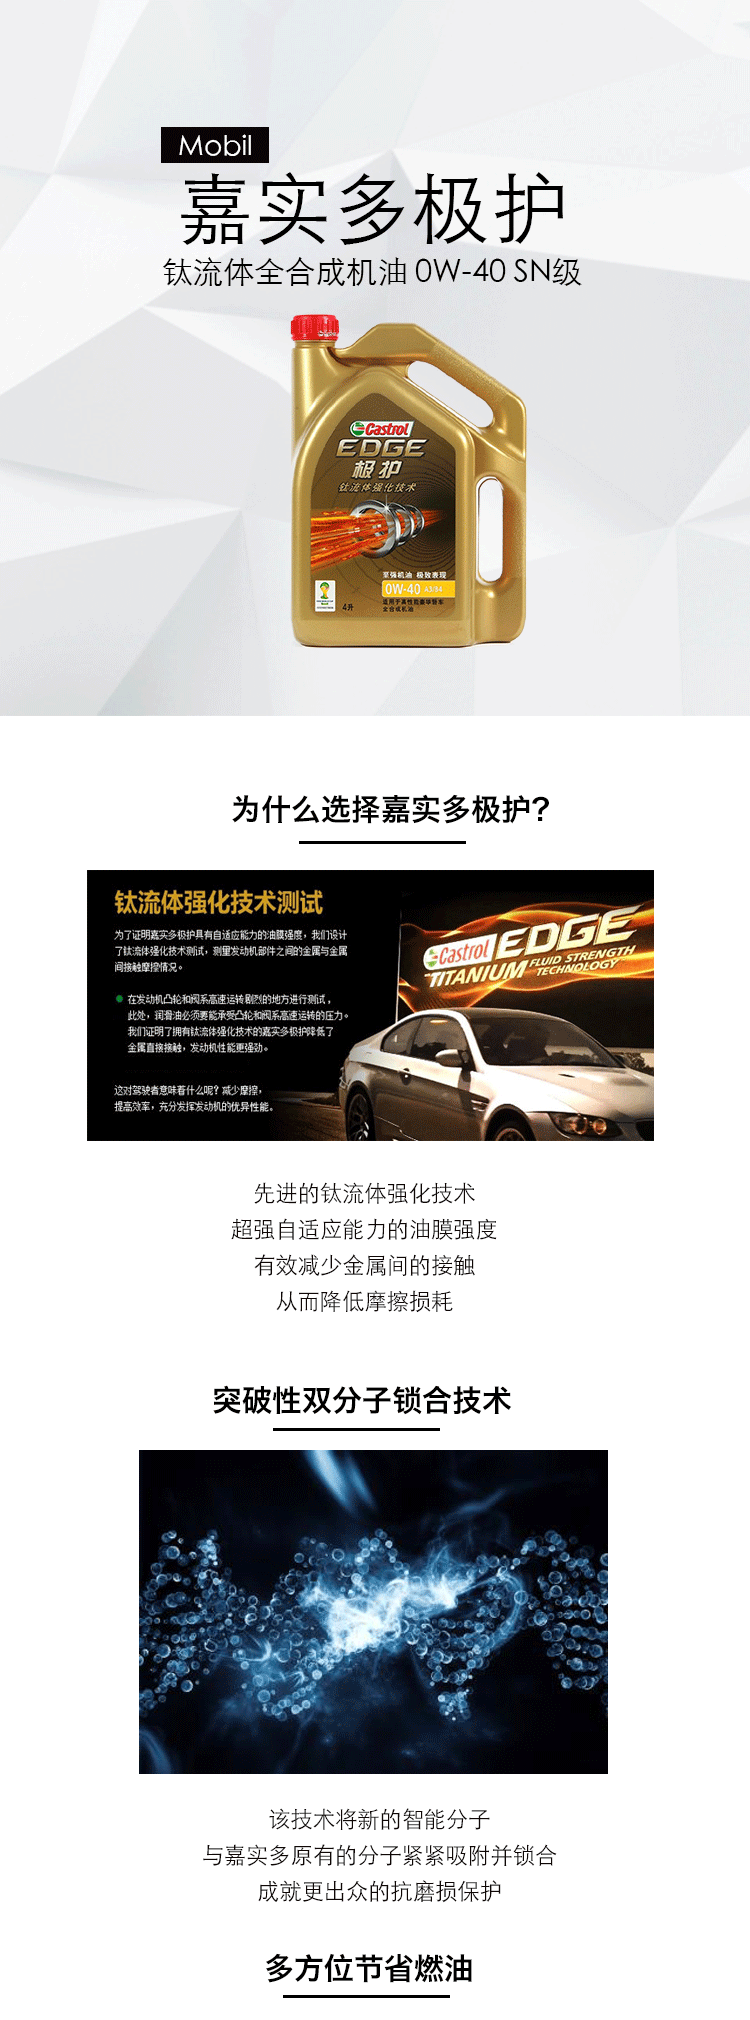 Mobil
嘉实多极护
钛流体全合成机油 0W-40 SN级
Castrol
EDGE
极护
钛流体强化技术
至强机油 极致表现
0W-40 A3/B4
适用于高性能豪华轿车
全合成机油
4升
为什么选择嘉实多极护?
钛流体强化技术测试
为了证明嘉实多极护具有自适应能力的油膜强度，我们设计
了钛流体强化技术测试，测量发动机部件之间的金属与金属
间接触摩擦情况。
在发动机凸轮和阀系高速运转剧烈的地方进行测试，
此处，润滑油必须要能承受凸轮和阀系高速运转的压力。
我们证明了拥有钛流体强化技术的嘉实多极护降低了
金属直接接触，发动机性能更强劲。
这对驾驶者意味着什么呢？减少摩擦，
提高效率，充分发挥发动机的优异性能。
Castrol EDGE
TITANIUM FLUID STRENGTH
TECHNOLOGY
先进的钛流体强化技术
超强自适应能力的油膜强度
有效减少金属间的接触
从而降低摩擦损耗
突破性双分子锁合技术
该技术将新的智能分子
与嘉实多原有的分子紧紧吸附并锁合
成就更出众的抗磨损保护
多方位节省燃油